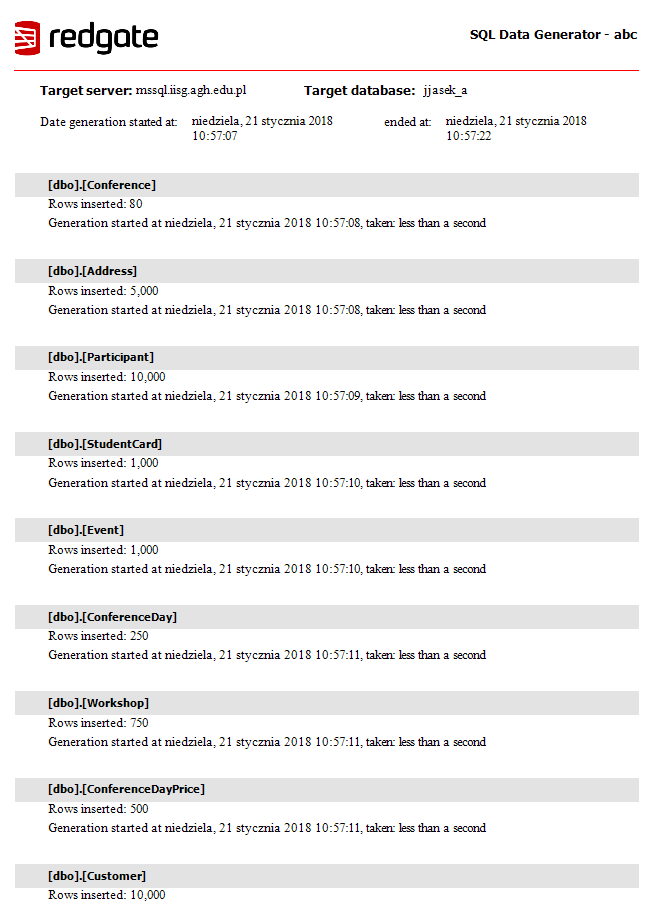 redgate
SQL Data Generator - abc
Target server: mssql.iisg.agh.edu.pl Target database: jjasek_a
Date generation started at: niedziela, 21 stycznia 2018 ended at: niedziela, 21 stycznia 2018
10:57:07 10:57:22
[dbo].[Conference]
Rows inserted: 80
Generation started at niedziela, 21 stycznia 2018 10:57:08, taken: less than a second
[dbo].[Address]
Rows inserted: 5,000
Generation started at niedziela, 21 stycznia 2018 10:57:08, taken: less than a second
[dbo].[Participant]
Rows inserted: 10,000
Generation started at niedziela, 21 stycznia 2018 10:57:09, taken: less than a second
[dbo].[StudentCard]
Rows inserted: 1,000
Generation started at niedziela, 21 stycznia 2018 10:57:10, taken: less than a second
[dbo].[Event]
Rows inserted: 1,000
Generation started at niedziela, 21 stycznia 2018 10:57:10, taken: less than a second
[dbo].[ConferenceDay]
Rows inserted: 250
Generation started at niedziela, 21 stycznia 2018 10:57:11, taken: less than a second
[dbo].[Workshop]
Rows inserted: 750
Generation started at niedziela, 21 stycznia 2018 10:57:11, taken: less than a second
[dbo].[ConferenceDayPrice]
Rows inserted: 500
Generation started at niedziela, 21 stycznia 2018 10:57:11, taken: less than a second
[dbo].[Customer]
Rows inserted: 10,000